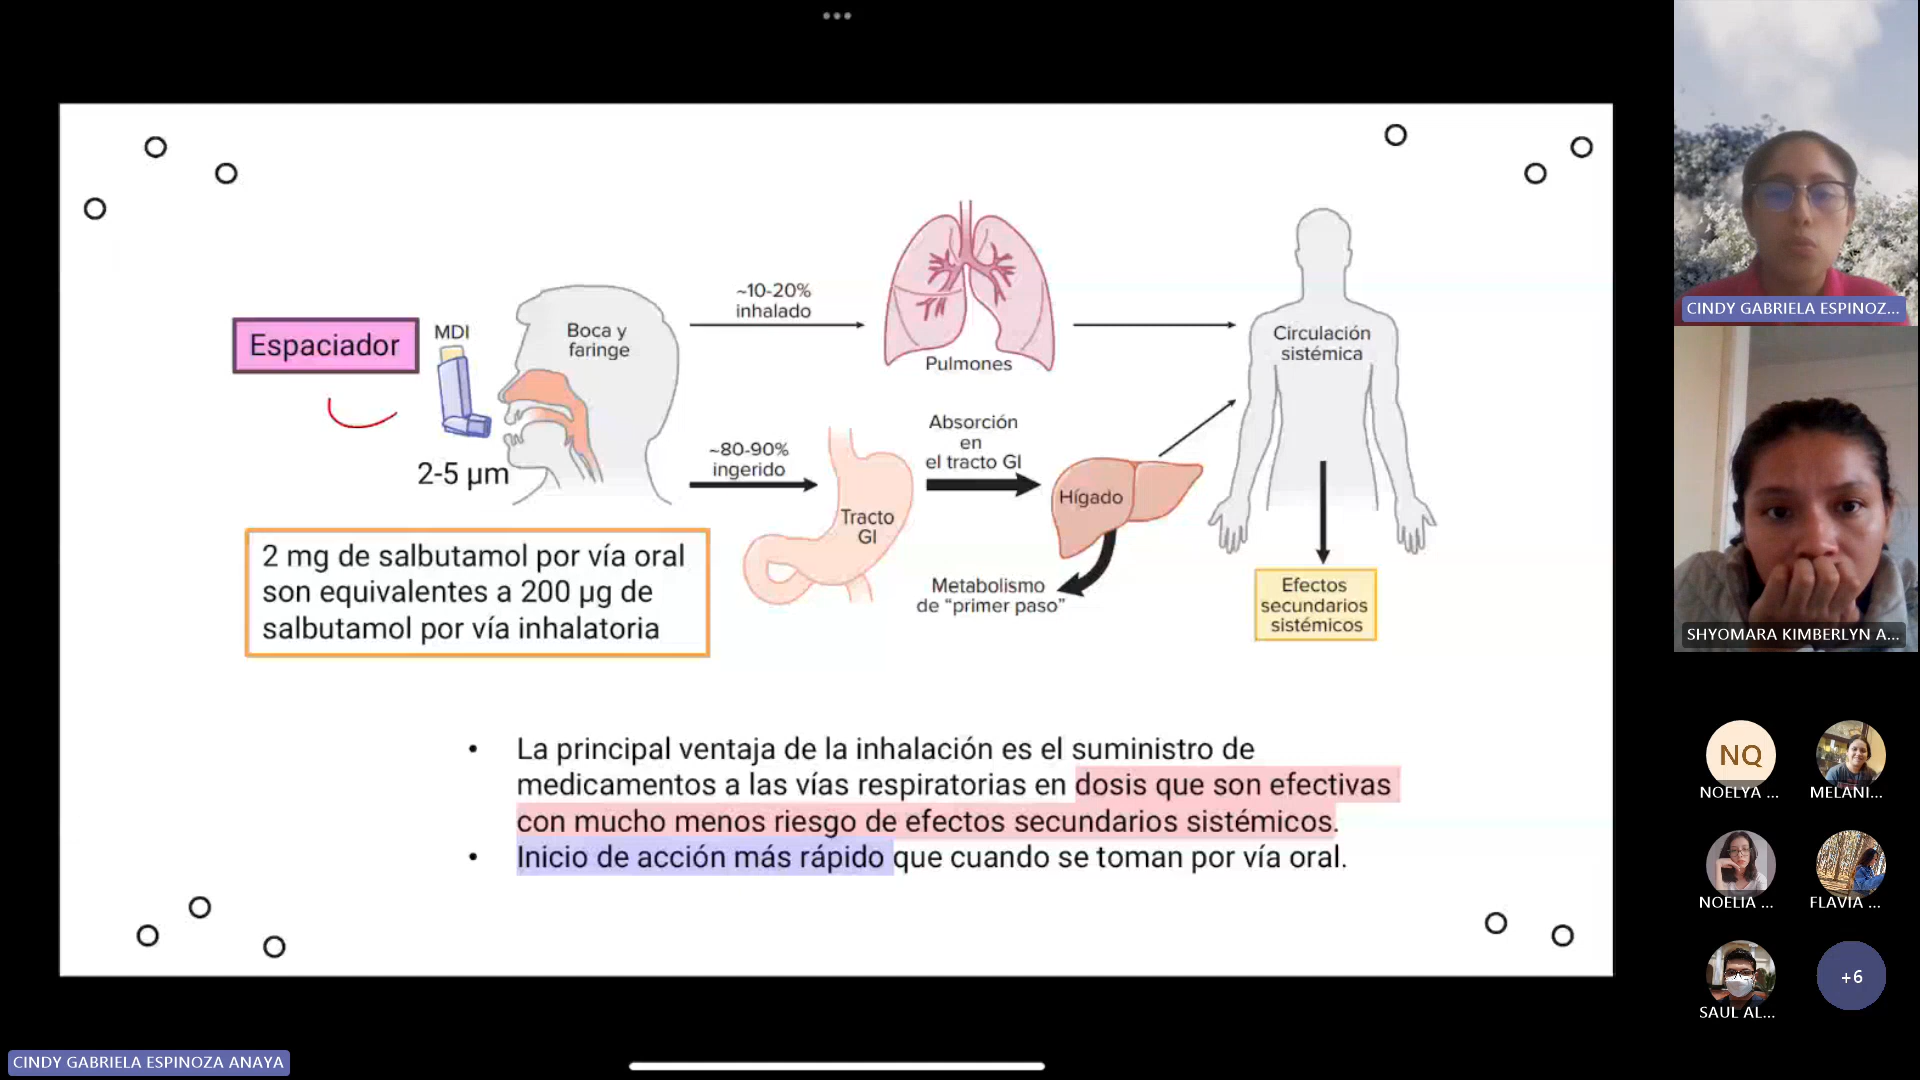 Espaciador
MDI
2-5 µm
Boca y
faringe
~10-20%
inhalado
Pulmones
Circulación
sistémica
~80-90%
ingerido
Tracto
GI
Absorción
en
el tracto GI
Hígado
Metabolismo
de “primer paso”
Efectos
secundarios
sistémicos
2 mg de salbutamol por vía oral
son equivalentes a 200 µg de
salbutamol por vía inhalatoria
• La principal ventaja de la inhalación es el suministro de
medicamentos a las vías respiratorias en dosis que son efectivas
con mucho menos riesgo de efectos secundarios sistémicos.
• Inicio de acción más rápido que cuando se toman por vía oral.
CINDY GABRIELA ESPINOZ...
SHYOMARA KIMBERLYN A...
NQ
NOELYA ...
MELANI...
NOELIA ...
FLAVIA ...
SAUL AL...
+6
CINDY GABRIELA ESPINOZA ANAYA